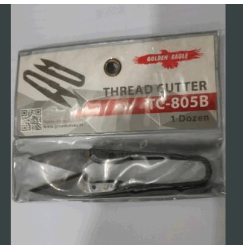 GOLDEN EAGLE
THREAD CUTTER
TC-805B
1 Dozen